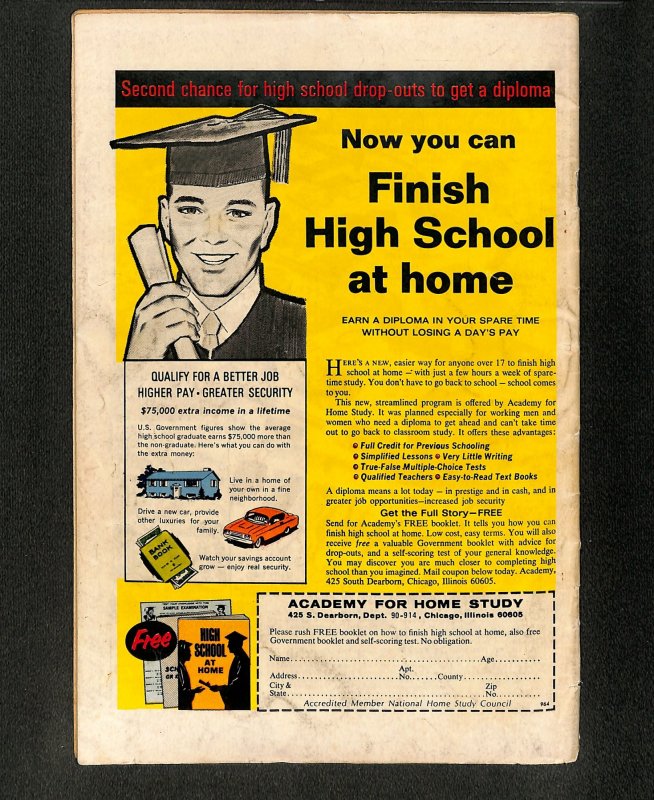 Second chance for high school drop-outs to get a diploma
Now you can
Finish
High School
at home
EARN A DIPLOMA IN YOUR SPARE TIME
WITHOUT LOSING A DAY'S PAY
QUALIFY FOR A BETTER JOB
HIGHER PAY • GREATER SECURITY
$75,000 extra income in a lifetime
U.S. Government figures show the average
high school graduate earns $75,000 more than
the non-graduate. Here's what you can do with
the extra money:
Live in a home of
your own in a fine
neighborhood.
Drive a new car, provide
other luxuries for your
family.
BANK
BOOK
Watch your savings account
grow — enjoy real security.
HERE'S A NEW, easier way for anyone over 17 to finish high
school at home — with just a few hours a week of spare-
time study. You don't have to go back to school — school comes
to you.
This new, streamlined program is offered by Academy for
Home Study. It was planned especially for working men and
women who need a diploma to get ahead and can't take time
out to go back to classroom study. It offers these advantages:
• Full Credit for Previous Schooling
• Simplified Lessons • Very Little Writing
• True-False Multiple-Choice Tests
• Qualified Teachers • Easy-to-Read Text Books
A diploma means a lot today — in prestige and in cash, and in
greater job opportunities—increased job security
Get the Full Story—FREE
Send for Academy's FREE booklet. It tells you how you can
finish high school at home. Low cost, easy terms. You will also
receive free a valuable Government booklet with advice for
drop-outs, and a self-scoring test of your general knowledge.
You may discover you are much closer to completing high
school than you imagined. Mail coupon below today. Academy,
425 South Dearborn, Chicago, Illinois 60605.
SAMPLE EXAMINATION
Free
HIGH
SCHOOL
AT
HOME
ACADEMY FOR HOME STUDY
425 S. Dearborn, Dept. 90-914, Chicago, Illinois 60605
Please rush FREE booklet on how to finish high school at home, also free
Government booklet and self-scoring test. No obligation.
Name..........Age..........
Address..........Apt. No......County..........
City & State..........Zip No..........
Accredited Member National Home Study Council 964